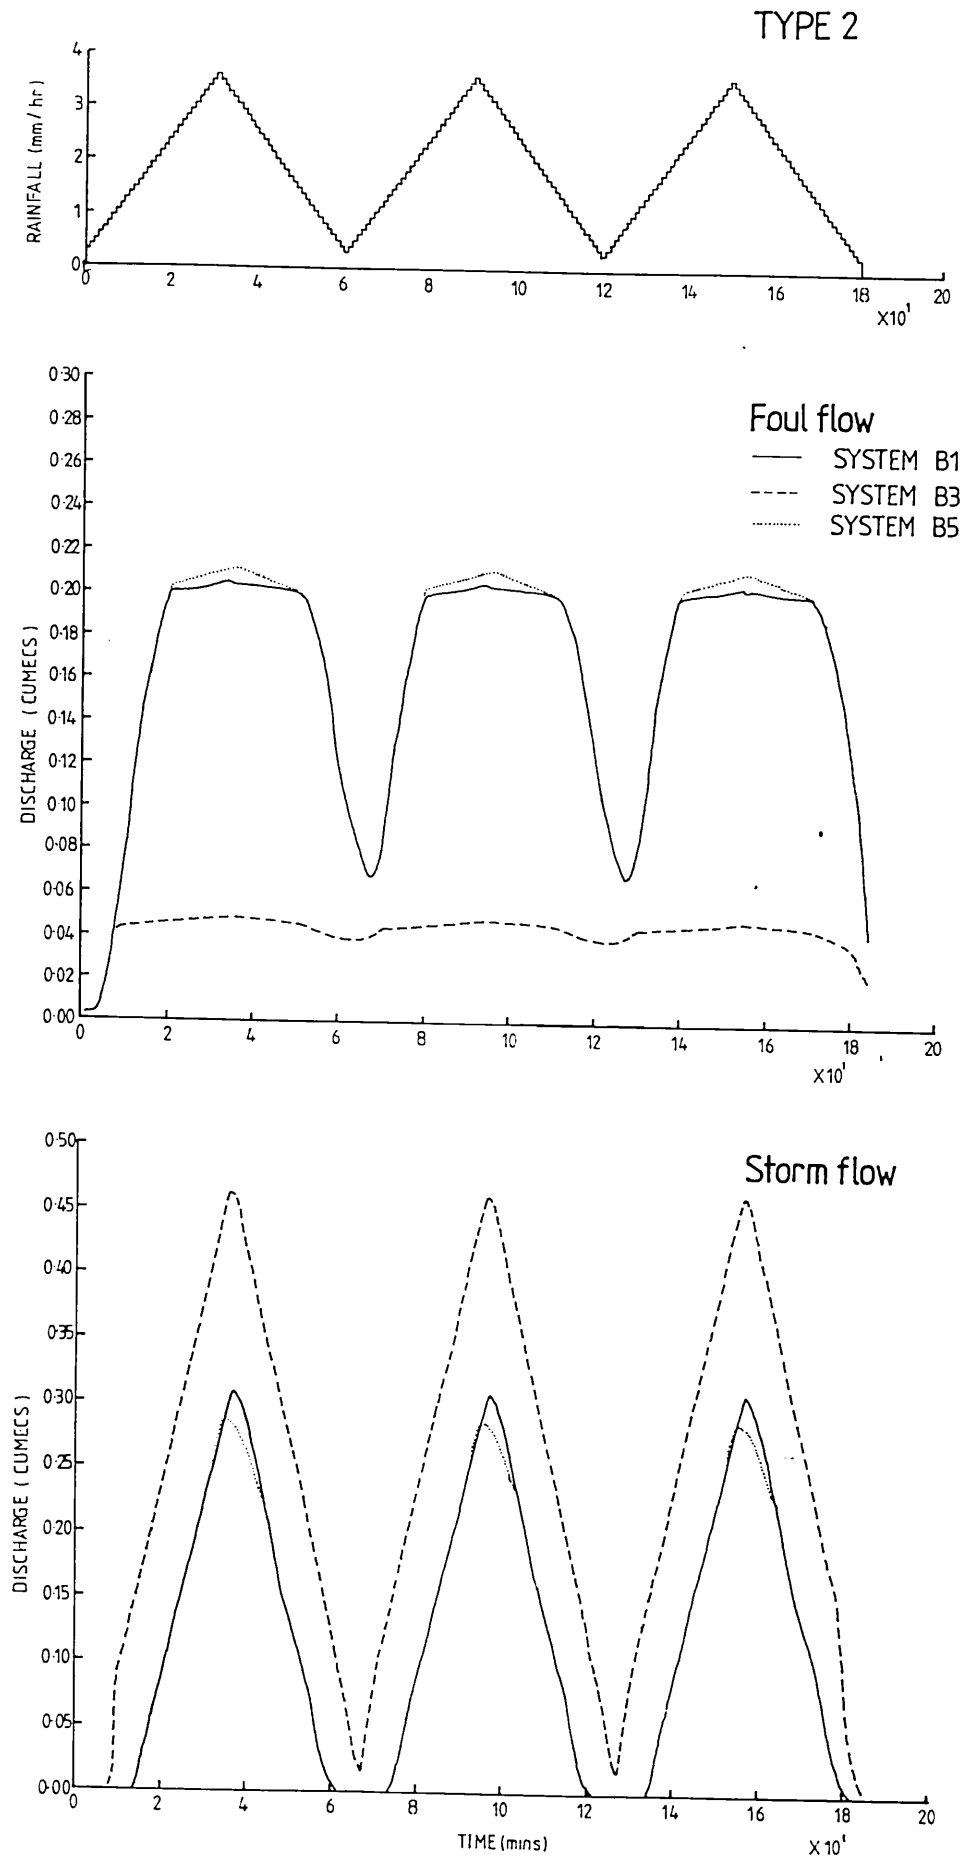 TYPE 2
4
3
2
1
0
RAINFALL (mm/hr)
0 2 4 6 8 10 12 14 16 18 20
X10¹
0·30
0·28
0·26
0·24
0·22
0·20
0·18
0·16
0·14
0·12
0·10
0·08
0·06
0·04
0·02
0·00
DISCHARGE (CUMECS)
Foul flow
SYSTEM B1
SYSTEM B3
SYSTEM B5
0 2 4 6 8 10 12 14 16 18 20
X10¹
0·50
0·45
0·40
0·35
0·30
0·25
0·20
0·15
0·10
0·05
0·00
DISCHARGE (CUMECS)
Storm flow
0 2 4 6 8 10 12 14 16 18 20
TIME (mins)
X10¹